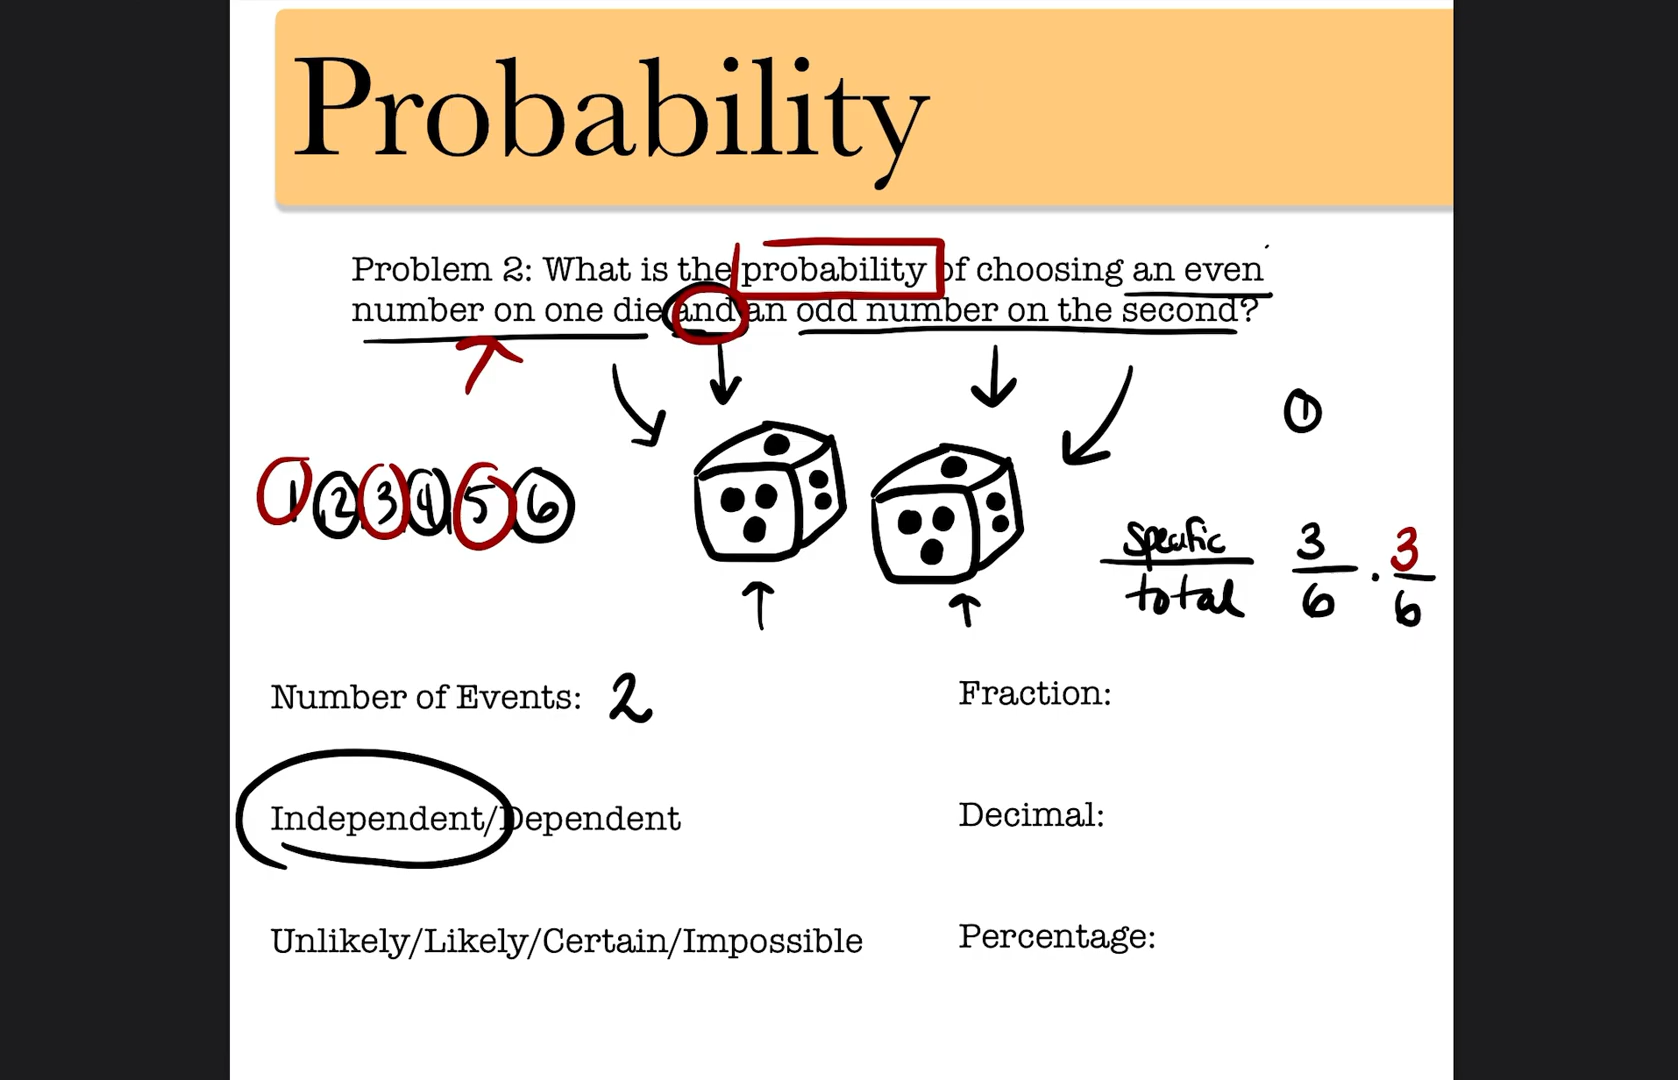 Probability
Problem 2: What is the probability of choosing an even
number on one die and an odd number on the second?
1
1 2 3 4 5 6
specific
total
3
6
·
3
6
Number of Events: 2
Fraction:
Independent/Dependent
Decimal:
Unlikely/Likely/Certain/Impossible
Percentage: